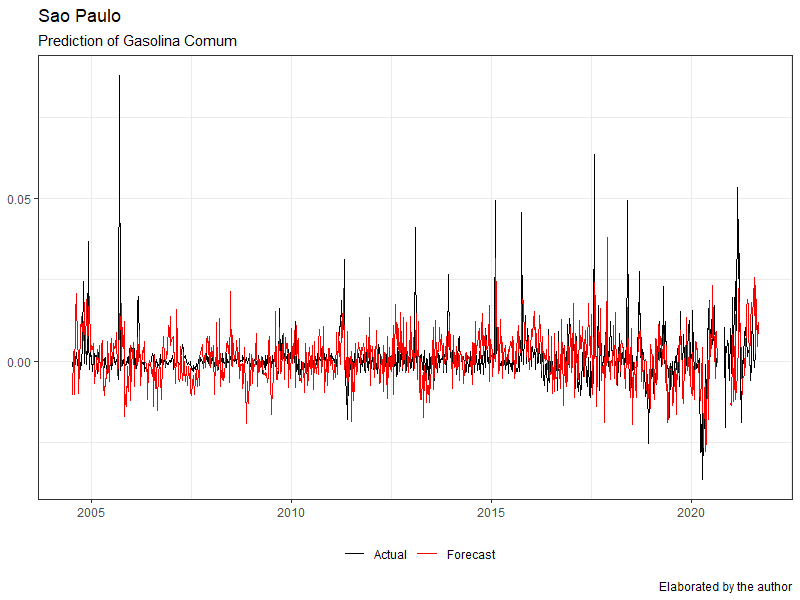 Sao Paulo
Prediction of Gasolina Comum
0.05
0.00
2005 2010 2015 2020
Actual Forecast
Elaborated by the author